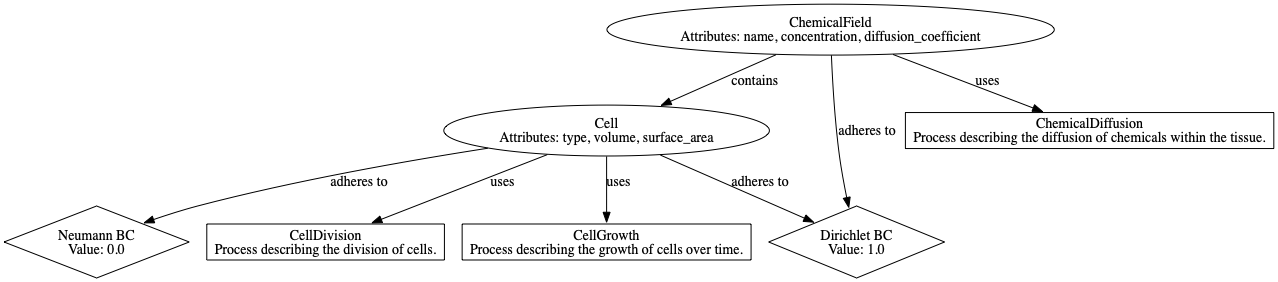 ChemicalField
Attributes: name, concentration, diffusion_coefficient
contains
uses
adheres to
Cell
Attributes: type, volume, surface_area
ChemicalDiffusion
Process describing the diffusion of chemicals within the tissue.
adheres to
uses
uses
adheres to
Neumann BC
Value: 0.0
CellDivision
Process describing the division of cells.
CellGrowth
Process describing the growth of cells over time.
Dirichlet BC
Value: 1.0